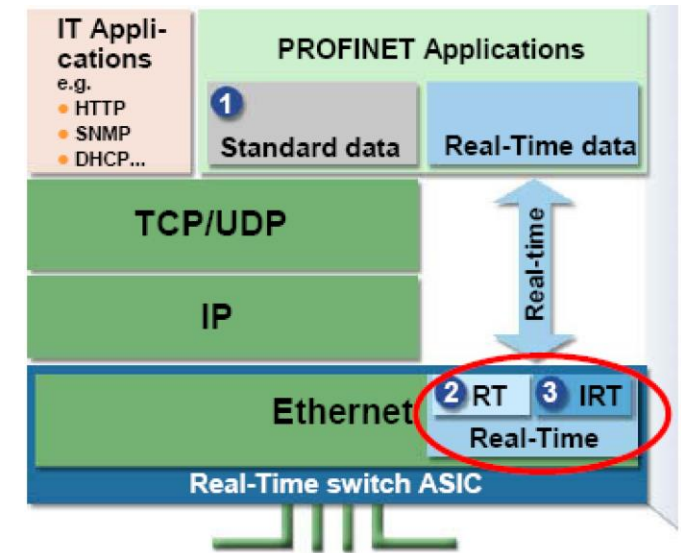 IT Appli-
cations
e.g.
• HTTP
• SNMP
• DHCP...
PROFINET Applications
1
Standard data
Real-Time data
TCP/UDP
Real-time
IP
Ethernet
2 RT
3 IRT
Real-Time
Real-Time switch ASIC